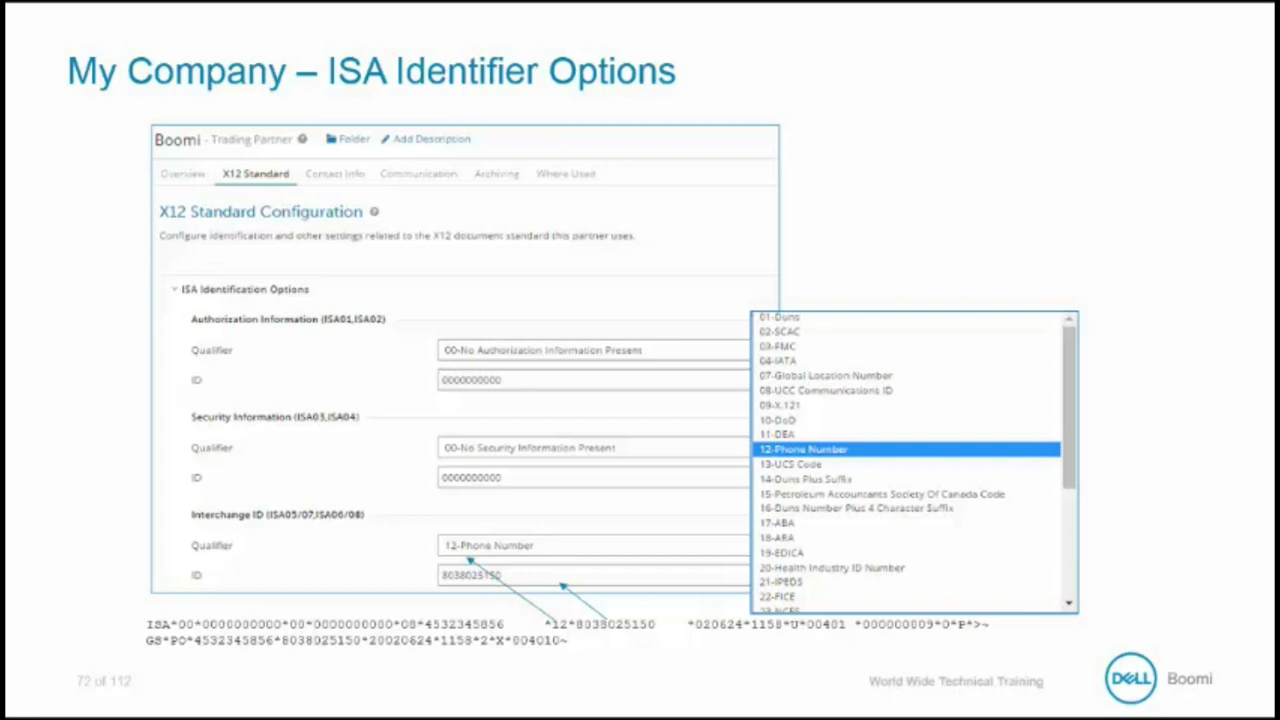 My Company – ISA Identifier Options
Boomi - Trading Partner Folder Add Description
Overview X12 Standard Contact Info Communication Archiving Where Used
X12 Standard Configuration
Configure identification and other settings related to the X12 document standard this partner uses.
ISA Identification Options
Authorization Information (ISA01,ISA02)
Qualifier 00-No Authorization Information Present
ID 0000000000
Security Information (ISA03,ISA04)
Qualifier 00-No Security Information Present
ID 0000000000
Interchange ID (ISA05/07,ISA06/08)
Qualifier 12-Phone Number
ID 8038025150
01-Duns
02-SCAC
03-FMC
04-IATA
07-Global Location Number
08-UCC Communications ID
09-X.121
10-DoD
11-DEA
12-Phone Number
13-UCS Code
14-Duns Plus Suffix
15-Petroleum Accountants Society Of Canada Code
16-Duns Number Plus 4 Character Suffix
17-ABA
18-ARA
19-EDICA
20-Health Industry ID Number
21-IPEDS
22-FICE
23-NCES
ISA*00*0000000000*00*0000000000*08*4532345856 *12*8038025150 *020624*1158*U*00401 *000000009*0*P*>~
GS*PO*4532345856*8038025150*20020624*1158*2*X*004010~
72 of 112
World Wide Technical Training
DELL Boomi